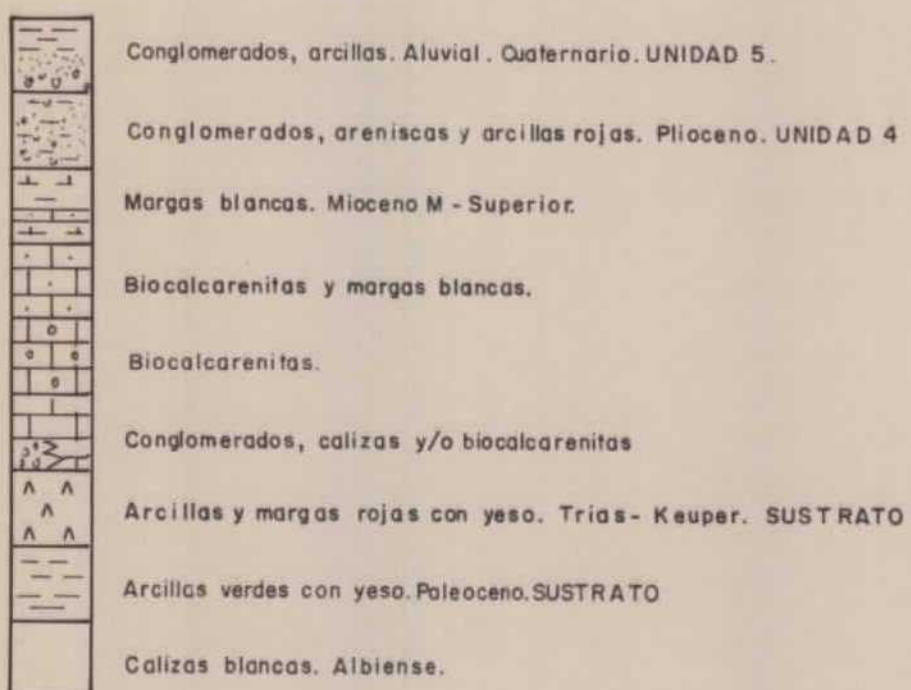 Conglomerados, arcillas. Aluvial. Quaternario. UNIDAD 5.
Conglomerados, areniscas y arcillas rojas. Plioceno. UNIDAD 4
Margas blancas. Mioceno M - Superior.
Biocalcarenitas y margas blancas.
Biocalcarenitas.
Conglomerados, calizas y/o biocalcarenitas
Arcillas y margas rojas con yeso. Trias - Keuper. SUSTRATO
Arcillas verdes con yeso. Paleoceno. SUSTRATO
Calizas blancas. Albiense.